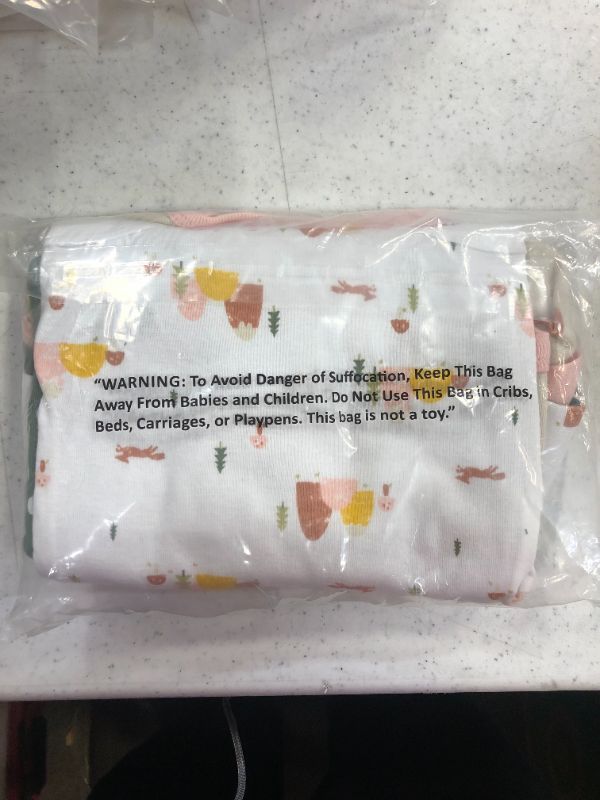 “WARNING: To Avoid Danger of Suffocation, Keep This Bag
Away From Babies and Children. Do Not Use This Bag in Cribs,
Beds, Carriages, or Playpens. This bag is not a toy.”